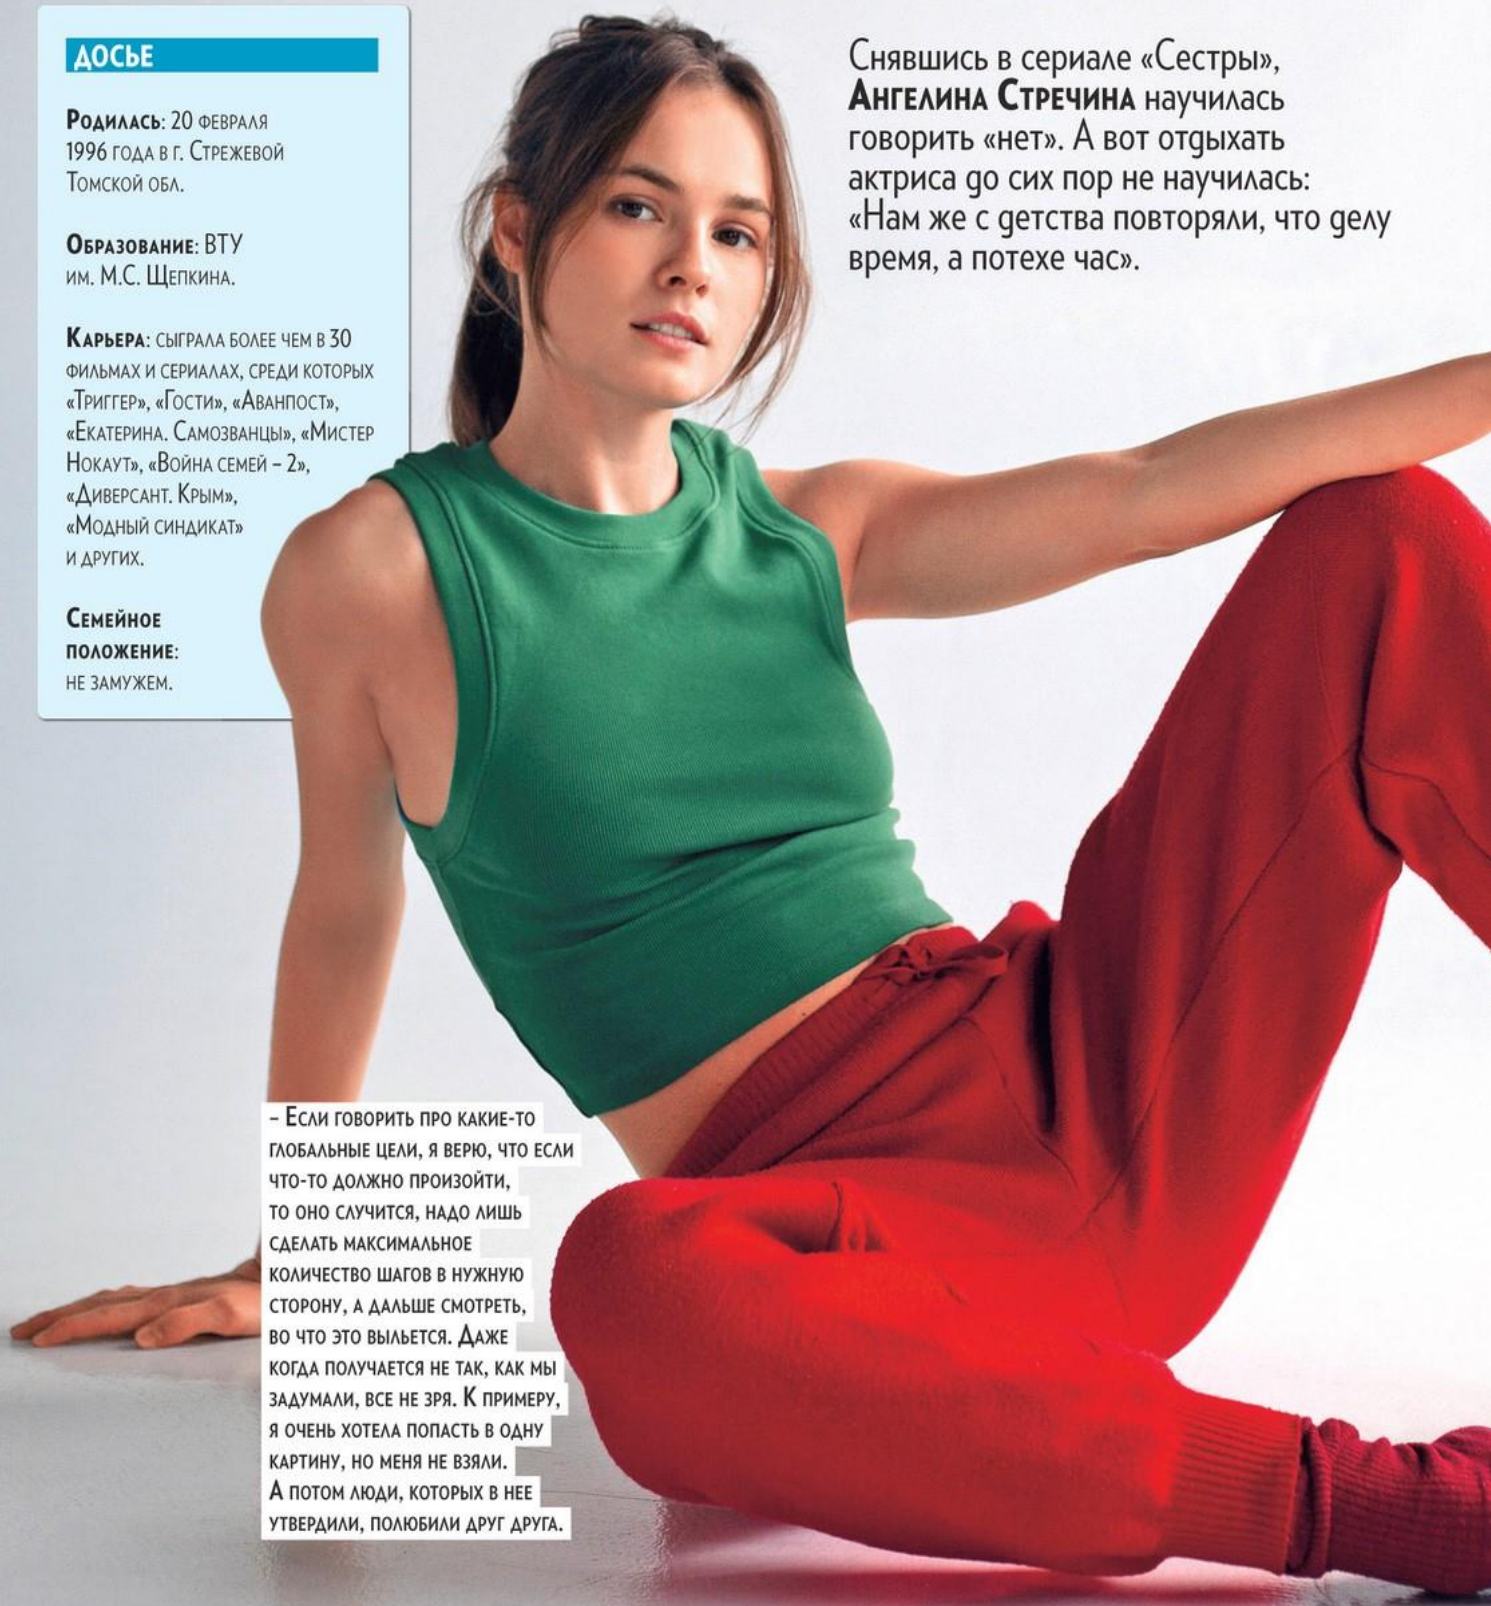 ДОСЬЕ
РОДИЛАСЬ: 20 ФЕВРАЛЯ
1996 ГОДА В Г. СТРЕЖЕВОЙ
ТОМСКОЙ ОБЛ.
ОБРАЗОВАНИЕ: ВТУ
ИМ. М.С. ЩЕПКИНА.
КАРЬЕРА: СЫГРАЛА БОЛЕЕ ЧЕМ В 30
ФИЛЬМАХ И СЕРИАЛАХ, СРЕДИ КОТОРЫХ
«ТРИГГЕР», «ГОСТИ», «АВАНПОСТ»,
«ЕКАТЕРИНА. САМОЗВАНЦЫ», «МИСТЕР
НОКАУТ», «ВОЙНА СЕМЕЙ – 2»,
«ДИВЕРСАНТ. КРЫМ»,
«МОДНЫЙ СИНДИКАТ»
И ДРУГИХ.
СЕМЕЙНОЕ
ПОЛОЖЕНИЕ:
НЕ ЗАМУЖЕМ.
Снявшись в сериале «Сестры»,
АНГЕЛИНА СТРЕЧИНА научилась
говорить «нет». А вот отдыхать
актриса до сих пор не научилась:
«Нам же с детства повторяли, что делу
время, а потехе час».
– ЕСЛИ ГОВОРИТЬ ПРО КАКИЕ-ТО
ГЛОБАЛЬНЫЕ ЦЕЛИ, Я ВЕРЮ, ЧТО ЕСЛИ
ЧТО-ТО ДОЛЖНО ПРОИЗОЙТИ,
ТО ОНО СЛУЧИТСЯ, НАДО ЛИШЬ
СДЕЛАТЬ МАКСИМАЛЬНОЕ
КОЛИЧЕСТВО ШАГОВ В НУЖНУЮ
СТОРОНУ, А ДАЛЬШЕ СМОТРЕТЬ,
ВО ЧТО ЭТО ВЫЛЬЕТСЯ. ДАЖЕ
КОГДА ПОЛУЧАЕТСЯ НЕ ТАК, КАК МЫ
ЗАДУМАЛИ, ВСЕ НЕ ЗРЯ. К ПРИМЕРУ,
Я ОЧЕНЬ ХОТЕЛА ПОПАСТЬ В ОДНУ
КАРТИНУ, НО МЕНЯ НЕ ВЗЯЛИ.
А ПОТОМ ЛЮДИ, КОТОРЫХ В НЕЕ
УТВЕРДИЛИ, ПОЛЮБИЛИ ДРУГ ДРУГА.